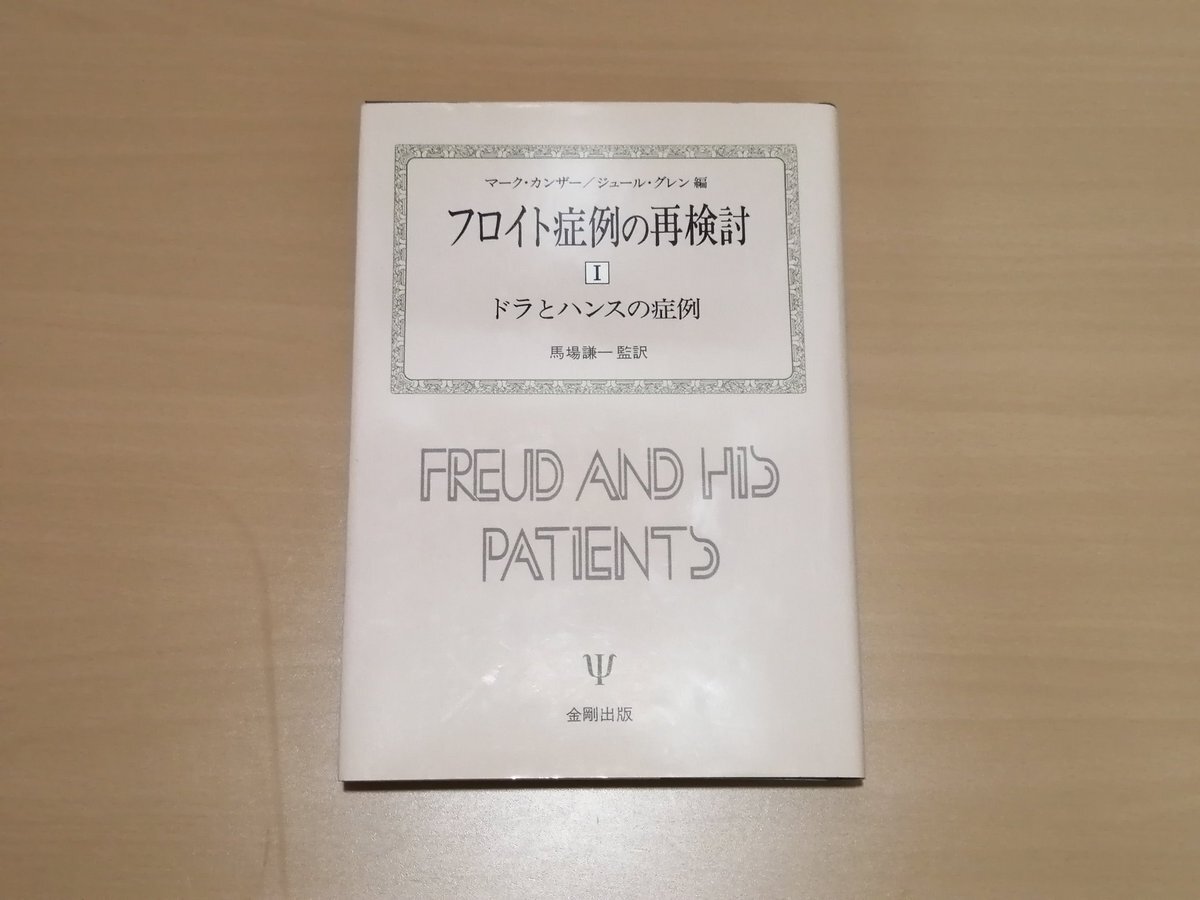 マーク・カンザー／ジュール・グレン 編
フロイト症例の再検討
I
ドラとハンスの症例
馬場謙一 監訳
FREUD AND HIS
PATIENTS
Ψ
金剛出版